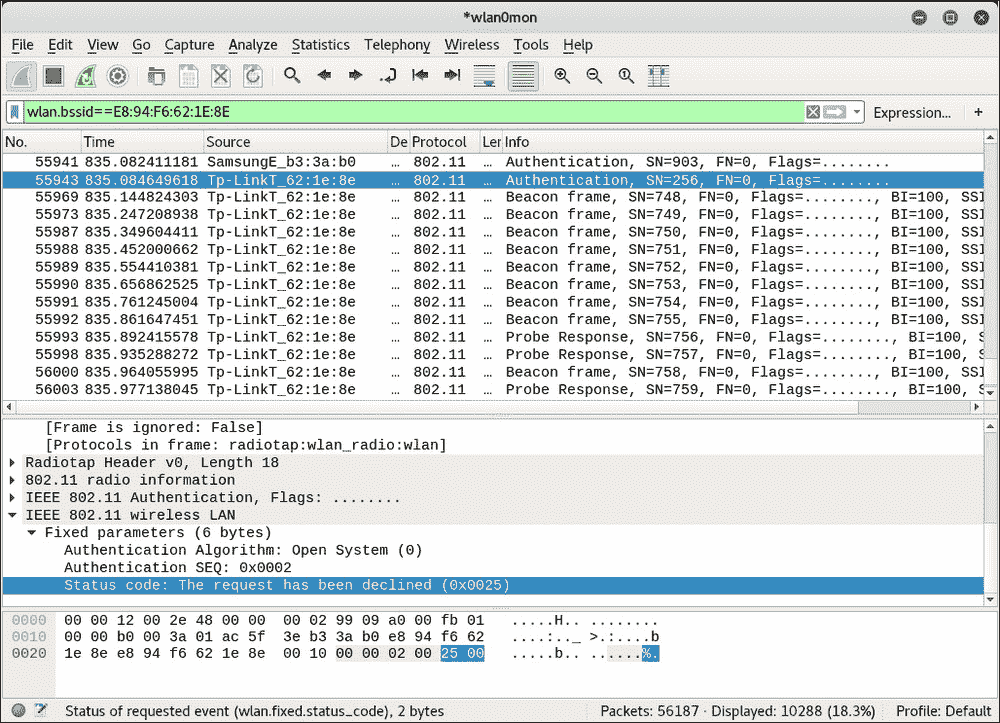 *wlan0mon
File Edit View Go Capture Analyze Statistics Telephony Wireless Tools Help
wlan.bssid==E8:94:F6:62:1E:8E Expression... +
No. Time Source De Protocol Ler Info
55941 835.082411181 SamsungE_b3:3a:b0 … 802.11 … Authentication, SN=903, FN=0, Flags=........
55943 835.084649618 Tp-LinkT_62:1e:8e … 802.11 … Authentication, SN=256, FN=0, Flags=........
55969 835.144824303 Tp-LinkT_62:1e:8e … 802.11 … Beacon frame, SN=748, FN=0, Flags=........, BI=100, SSI
55973 835.247208938 Tp-LinkT_62:1e:8e … 802.11 … Beacon frame, SN=749, FN=0, Flags=........, BI=100, SSI
55987 835.349604411 Tp-LinkT_62:1e:8e … 802.11 … Beacon frame, SN=750, FN=0, Flags=........, BI=100, SSI
55988 835.452000662 Tp-LinkT_62:1e:8e … 802.11 … Beacon frame, SN=751, FN=0, Flags=........, BI=100, SSI
55989 835.554410381 Tp-LinkT_62:1e:8e … 802.11 … Beacon frame, SN=752, FN=0, Flags=........, BI=100, SSI
55990 835.656862525 Tp-LinkT_62:1e:8e … 802.11 … Beacon frame, SN=753, FN=0, Flags=........, BI=100, SSI
55991 835.761245004 Tp-LinkT_62:1e:8e … 802.11 … Beacon frame, SN=754, FN=0, Flags=........, BI=100, SSI
55992 835.861647451 Tp-LinkT_62:1e:8e … 802.11 … Beacon frame, SN=755, FN=0, Flags=........, BI=100, SSI
55993 835.892415578 Tp-LinkT_62:1e:8e … 802.11 … Probe Response, SN=756, FN=0, Flags=........, BI=100, S
55998 835.935288272 Tp-LinkT_62:1e:8e … 802.11 … Probe Response, SN=757, FN=0, Flags=........, BI=100, S
56000 835.964055995 Tp-LinkT_62:1e:8e … 802.11 … Beacon frame, SN=758, FN=0, Flags=........, BI=100, SSI
56003 835.977138045 Tp-LinkT_62:1e:8e … 802.11 … Probe Response, SN=759, FN=0, Flags=........, BI=100, S
[Frame is ignored: False]
[Protocols in frame: radiotap:wlan_radio:wlan]
Radiotap Header v0, Length 18
802.11 radio information
IEEE 802.11 Authentication, Flags: ........
IEEE 802.11 wireless LAN
Fixed parameters (6 bytes)
Authentication Algorithm: Open System (0)
Authentication SEQ: 0x0002
Status code: The request has been declined (0x0025)
0000 00 00 12 00 2e 48 00 00 00 02 99 09 a0 00 fb 01 .....H.. ........
0010 00 00 b0 00 3a 01 ac 5f 3e b3 3a b0 e8 94 f6 62 ....:.._ >.:....b
0020 1e 8e e8 94 f6 62 1e 8e 00 10 00 00 02 00 25 00 .....b.. ......%.
Status of requested event (wlan.fixed.status_code), 2 bytes Packets: 56187 · Displayed: 10288 (18.3%) Profile: Default